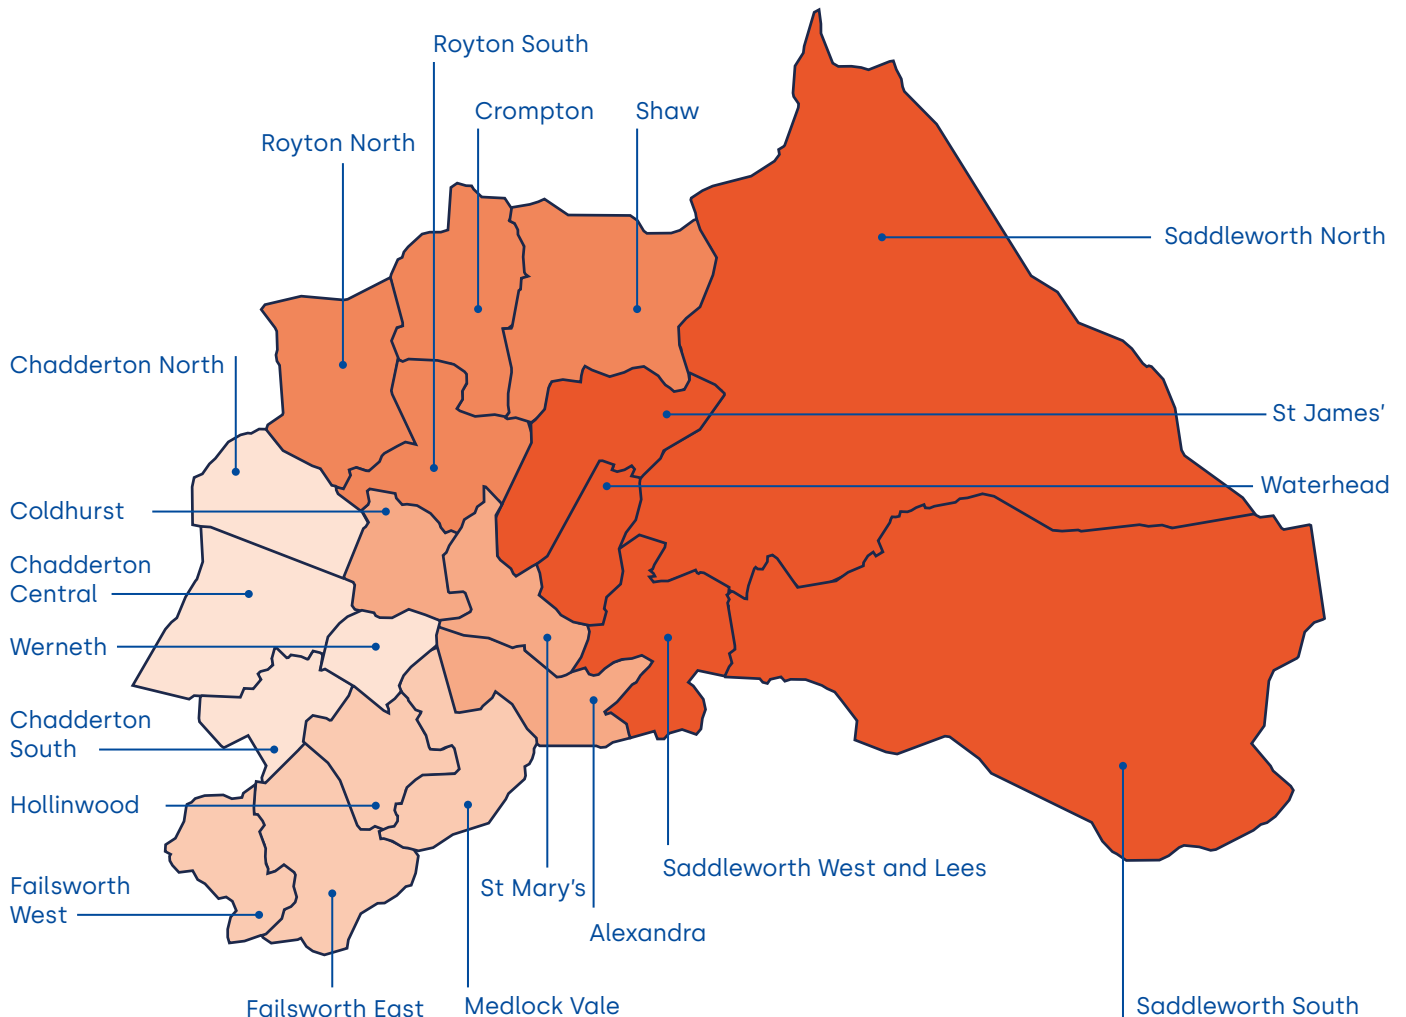 Royton South
Crompton
Shaw
Royton North
Saddleworth North
Chadderton North
St James’
Waterhead
Coldhurst
Chadderton
Central
Werneth
Chadderton
South
Hollinwood
Saddleworth West and Lees
Failsworth
West
St Mary’s
Alexandra
Failsworth East
Medlock Vale
Saddleworth South